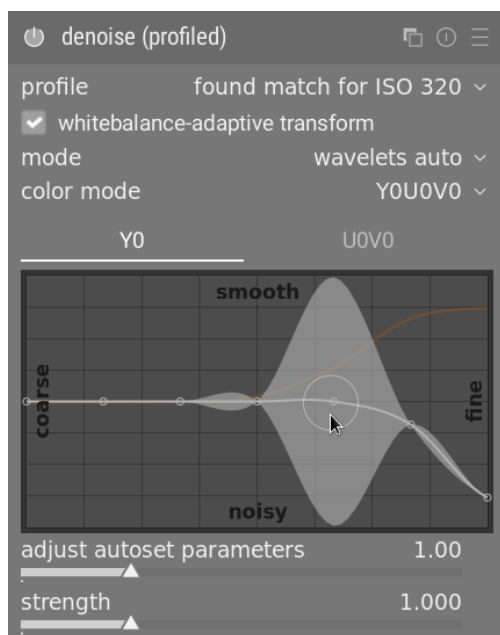 denoise (profiled)
profile found match for ISO 320
whitebalance-adaptive transform
mode wavelets auto
color mode Y0U0V0
Y0 U0V0
smooth
coarse
fine
noisy
adjust autoset parameters 1.00
strength 1.000